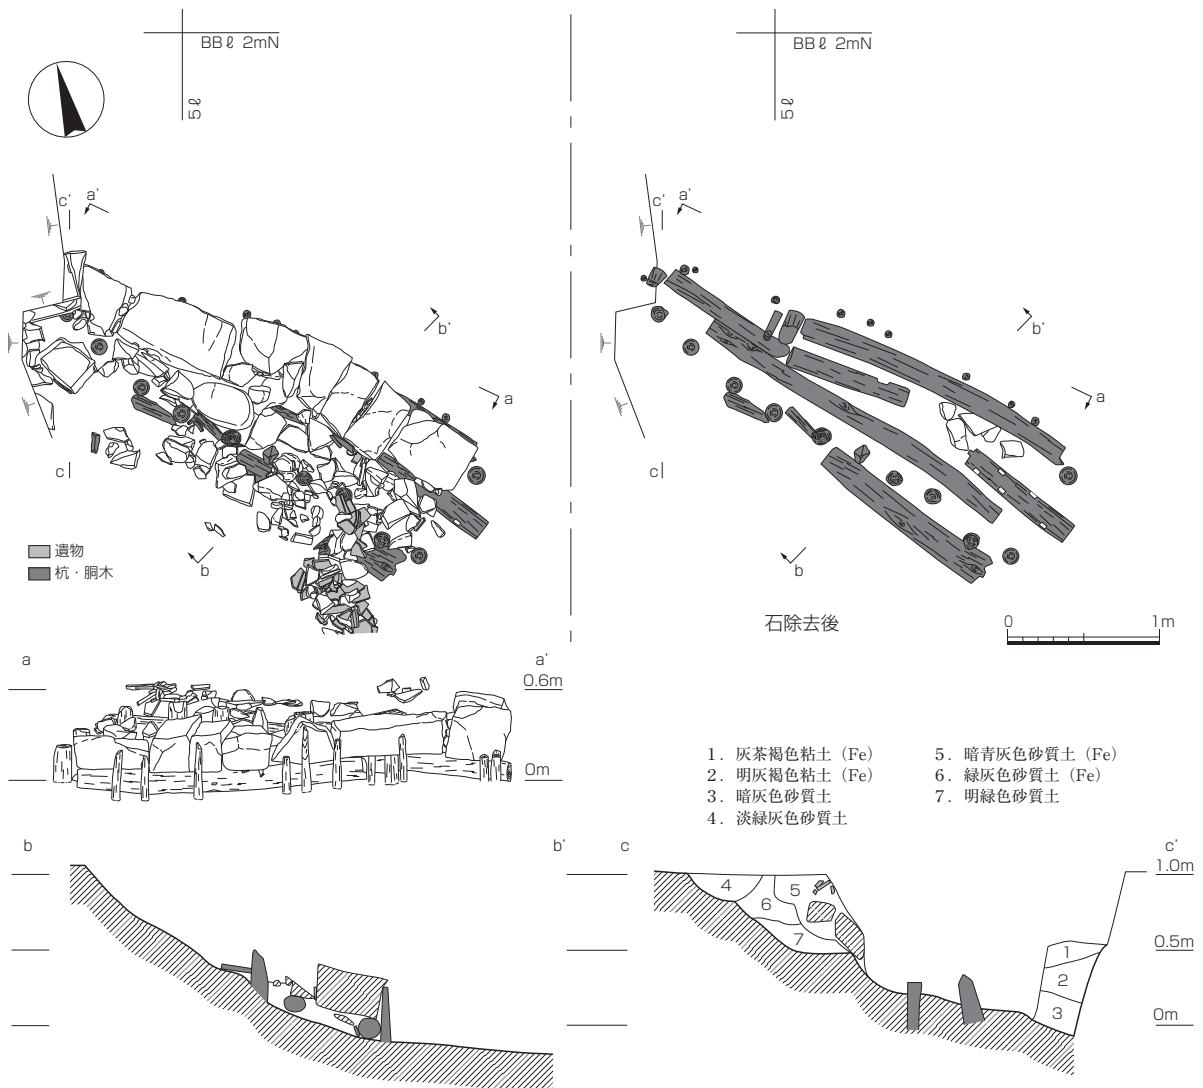 BBℓ 2mN
5ℓ
BBℓ 2mN
5ℓ
c'
a'
b'
a
c
b
遺物
杭・胴木
c'
a'
b'
a
c
b
石除去後
0
1m
a
a'
0.6m
0m
1. 灰茶褐色粘土（Fe）
2. 明灰褐色粘土（Fe）
3. 暗灰色砂質土
4. 淡緑灰色砂質土
5. 暗青灰色砂質土（Fe）
6. 緑灰色砂質土（Fe）
7. 明緑色砂質土
b
b'
c
c'
1.0m
0.5m
0m
4
5
6
7
1
2
3